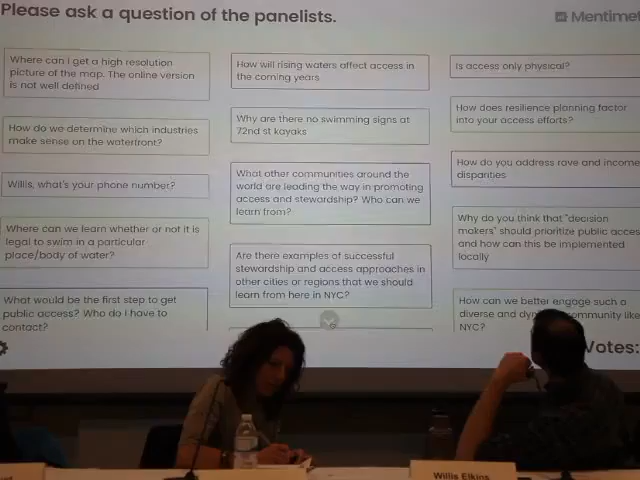 Please ask a question of the panelists.
Mentimet
Where can I get a high resolution
picture of the map. The online version
is not well defined
How do we determine which industries
make sense on the waterfront?
Willis, what's your phone number?
Where can we learn whether or not it is
legal to swim in a particular
place/body of water?
What would be the first step to get
public access? Who do I have to
contact?
How will rising waters affect access in
the coming years
Why are there no swimming signs at
72nd st kayaks
What other communities around the
world are leading the way in promoting
access and stewardship? Who can we
learn from?
Are there examples of successful
stewardship and access approaches in
other cities or regions that we should
learn from here in NYC?
Is access only physical?
How does resilience planning factor
into your access efforts?
How do you address rave and income
disparities
Why do you think that "decision
makers" should prioritize public acces
and how can this be implemented
locally
How can we better engage such a
diverse and dyn ommunity like
NYC?
Votes:
Willis Elkins